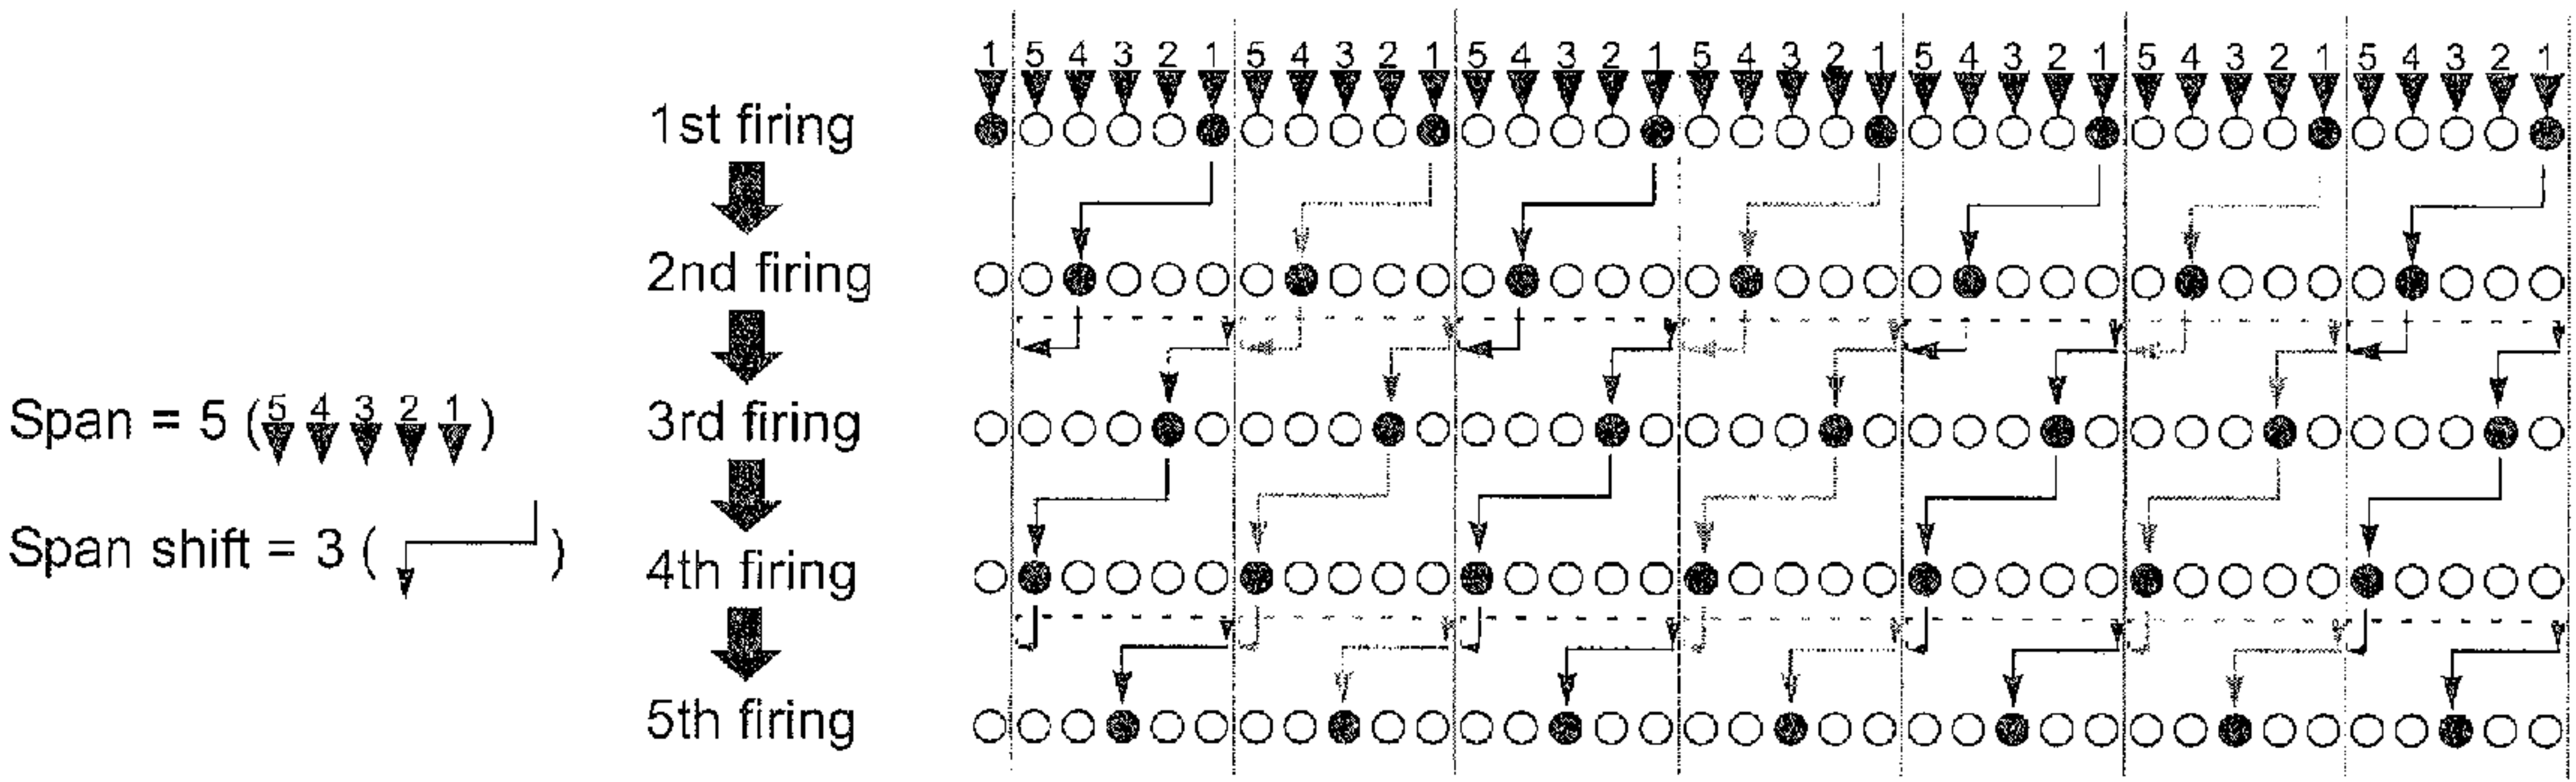 1 5 4 3 2 1 5 4 3 2 1 5 4 3 2 1 5 4 3 2 1 5 4 3 2 1 5 4 3 2 1 5 4 3 2 1
1st firing
2nd firing
3rd firing
4th firing
5th firing
5 4 3 2 1
Span = 5 ( )
Span shift = 3 ( )